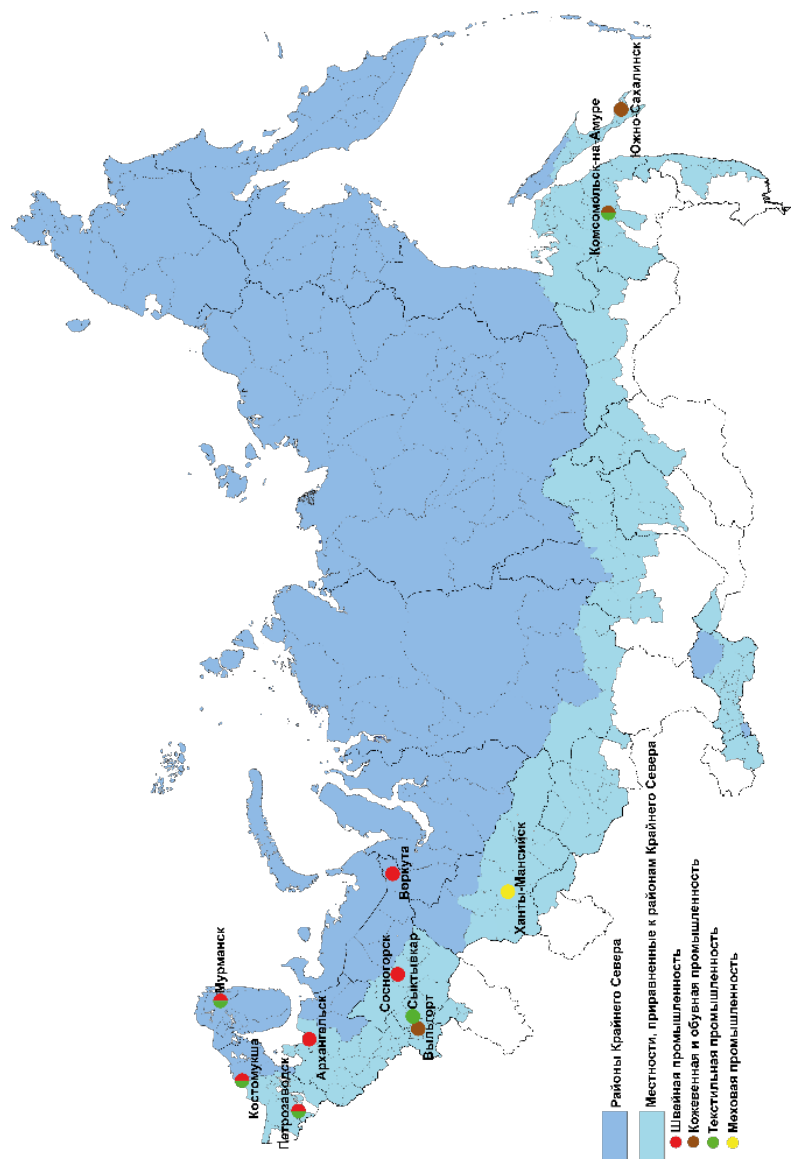 Мурманск
Костомукша
Петрозаводск
Архангельск
Воркута
Сосногорск
Сыктывкар
Выльгорт
Ханты-Мансийск
Комсомольск-на-Амуре
Южно-Сахалинск
Районы Крайнего Севера
Местности, приравненные к районам Крайнего Севера
Швейная промышленность
Кожевенная и обувная промышленность
Текстильная промышленность
Меховая промышленность